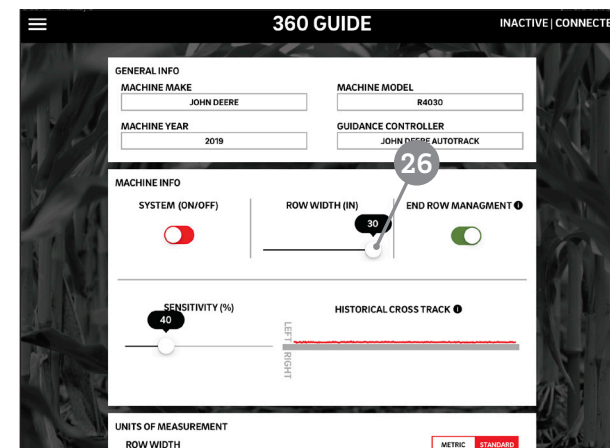 360 GUIDE
INACTIVE | CONNECTE
GENERAL INFO
MACHINE MAKE
MACHINE MODEL
JOHN DEERE
R4030
MACHINE YEAR
GUIDANCE CONTROLLER
2019
JOHN DEERE AUTOTRACK
26
MACHINE INFO
SYSTEM (ON/OFF)
ROW WIDTH (IN)
END ROW MANAGMENT
30
SENSITIVITY (%)
HISTORICAL CROSS TRACK
40
LEFT
RIGHT
UNITS OF MEASUREMENT
ROW WIDTH
METRIC STANDARD